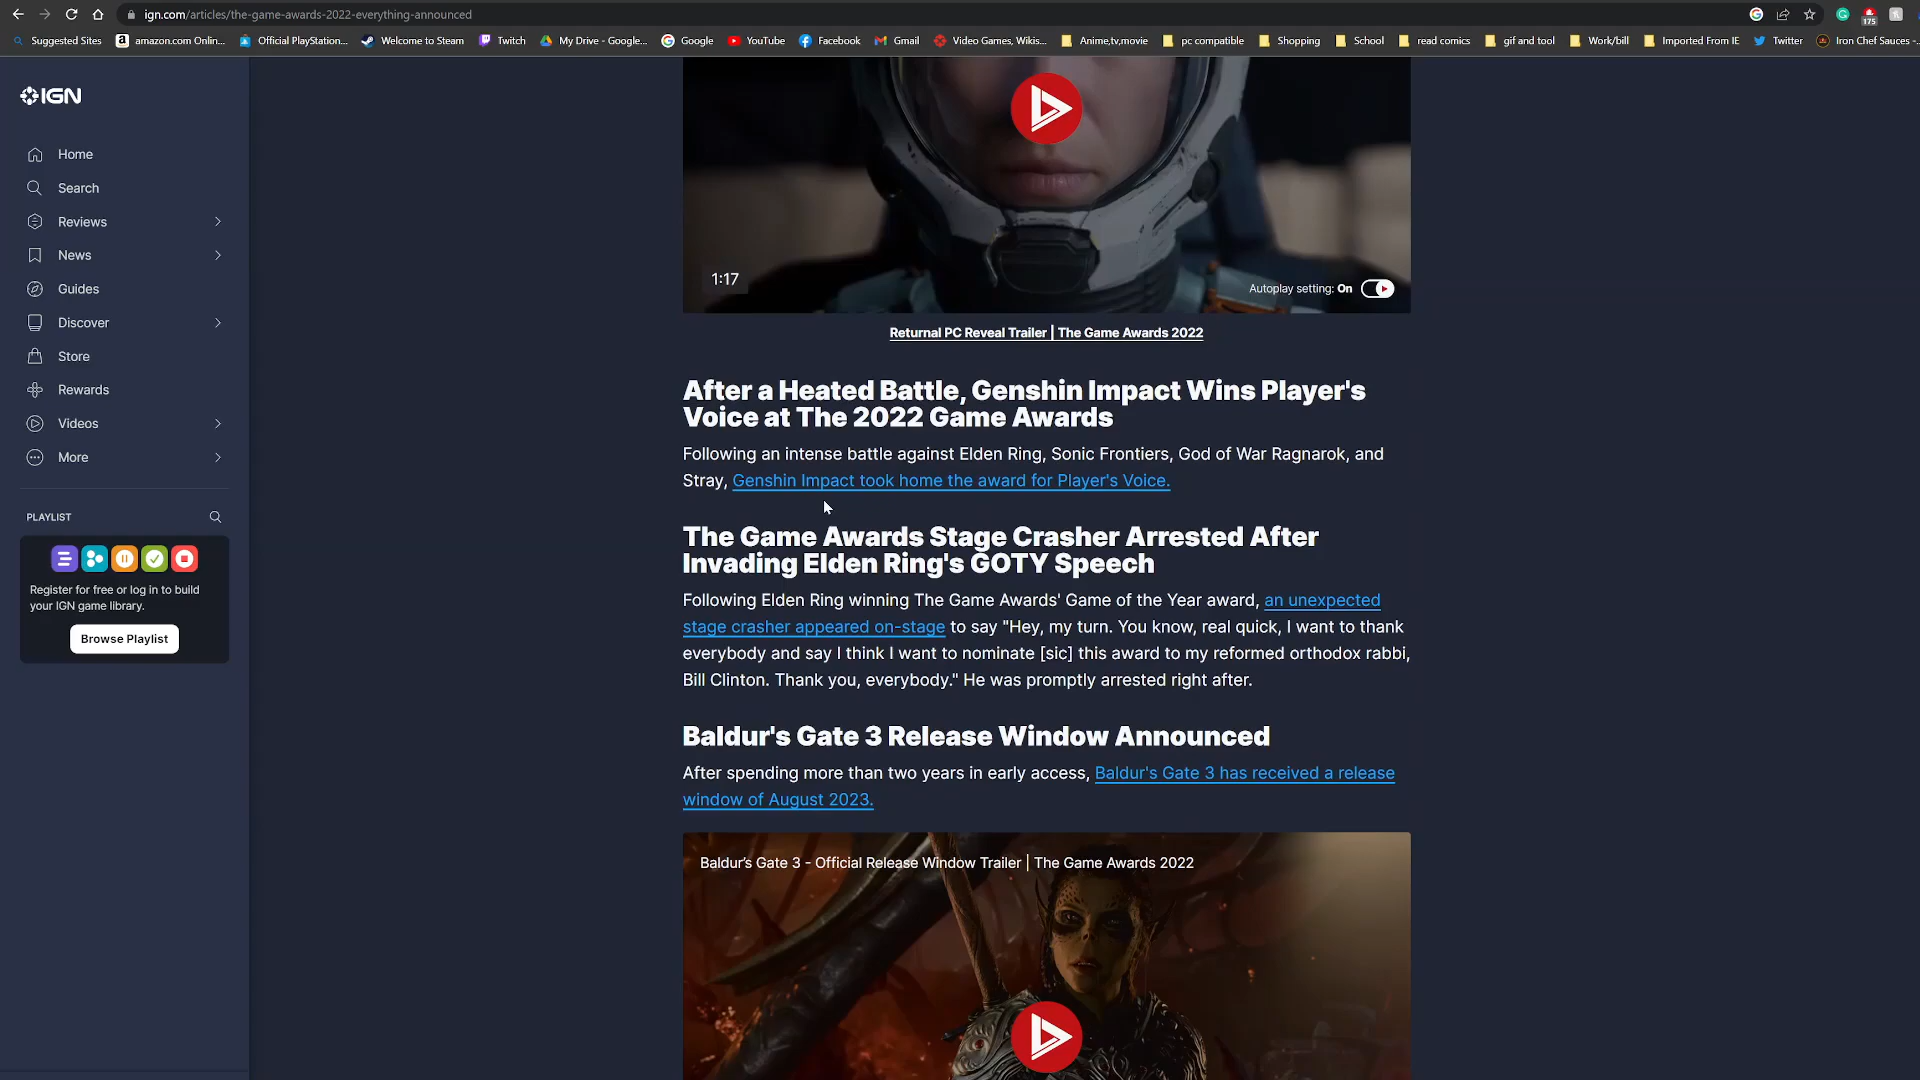 ign.com/articles/the-game-awards-2022-everything-announced
175
Suggested Sites
amazon.com Onlin...
Official PlayStation...
Welcome to Steam
Twitch
My Drive - Google...
Google
YouTube
Facebook
Gmail
Video Games, Wikis...
Anime,tv,movie
pc compatible
Shopping
School
read comics
gif and tool
Work/bill
Imported From IE
Twitter
Iron Chef Sauces -...
IGN
Home
Search
Reviews
News
Guides
Discover
Store
Rewards
Videos
More
PLAYLIST
Register for free or log in to build
your IGN game library.
Browse Playlist
1:17
Autoplay setting: On
Returnal PC Reveal Trailer | The Game Awards 2022
After a Heated Battle, Genshin Impact Wins Player's
Voice at The 2022 Game Awards
Following an intense battle against Elden Ring, Sonic Frontiers, God of War Ragnarok, and
Stray, Genshin Impact took home the award for Player's Voice.
The Game Awards Stage Crasher Arrested After
Invading Elden Ring's GOTY Speech
Following Elden Ring winning The Game Awards' Game of the Year award, an unexpected
stage crasher appeared on-stage to say "Hey, my turn. You know, real quick, I want to thank
everybody and say I think I want to nominate [sic] this award to my reformed orthodox rabbi,
Bill Clinton. Thank you, everybody." He was promptly arrested right after.
Baldur's Gate 3 Release Window Announced
After spending more than two years in early access, Baldur's Gate 3 has received a release
window of August 2023.
Baldur's Gate 3 - Official Release Window Trailer | The Game Awards 2022